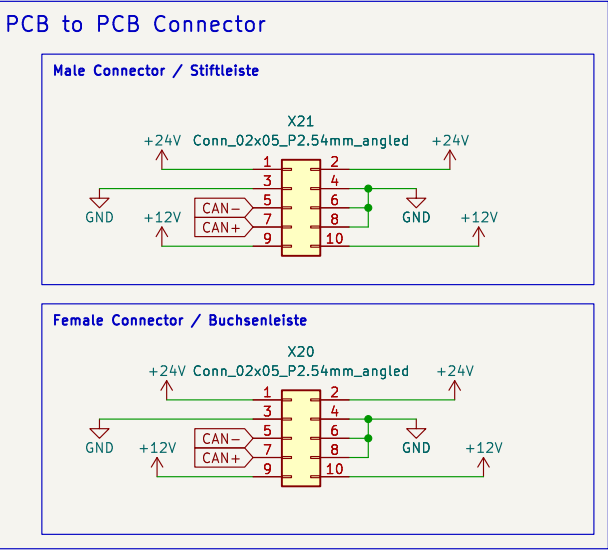 PCB to PCB Connector
Male Connector / Stiftleiste
X21
Conn_02x05_P2.54mm_angled
+24V +24V
1 2
3 4
5 6
CAN-
7 8
CAN+
GND +12V GND +12V
9 10
Female Connector / Buchsenleiste
X20
+24V Conn_02x05_P2.54mm_angled +24V
1 2
3 4
5 6
CAN-
7 8
CAN+
GND +12V GND +12V
9 10